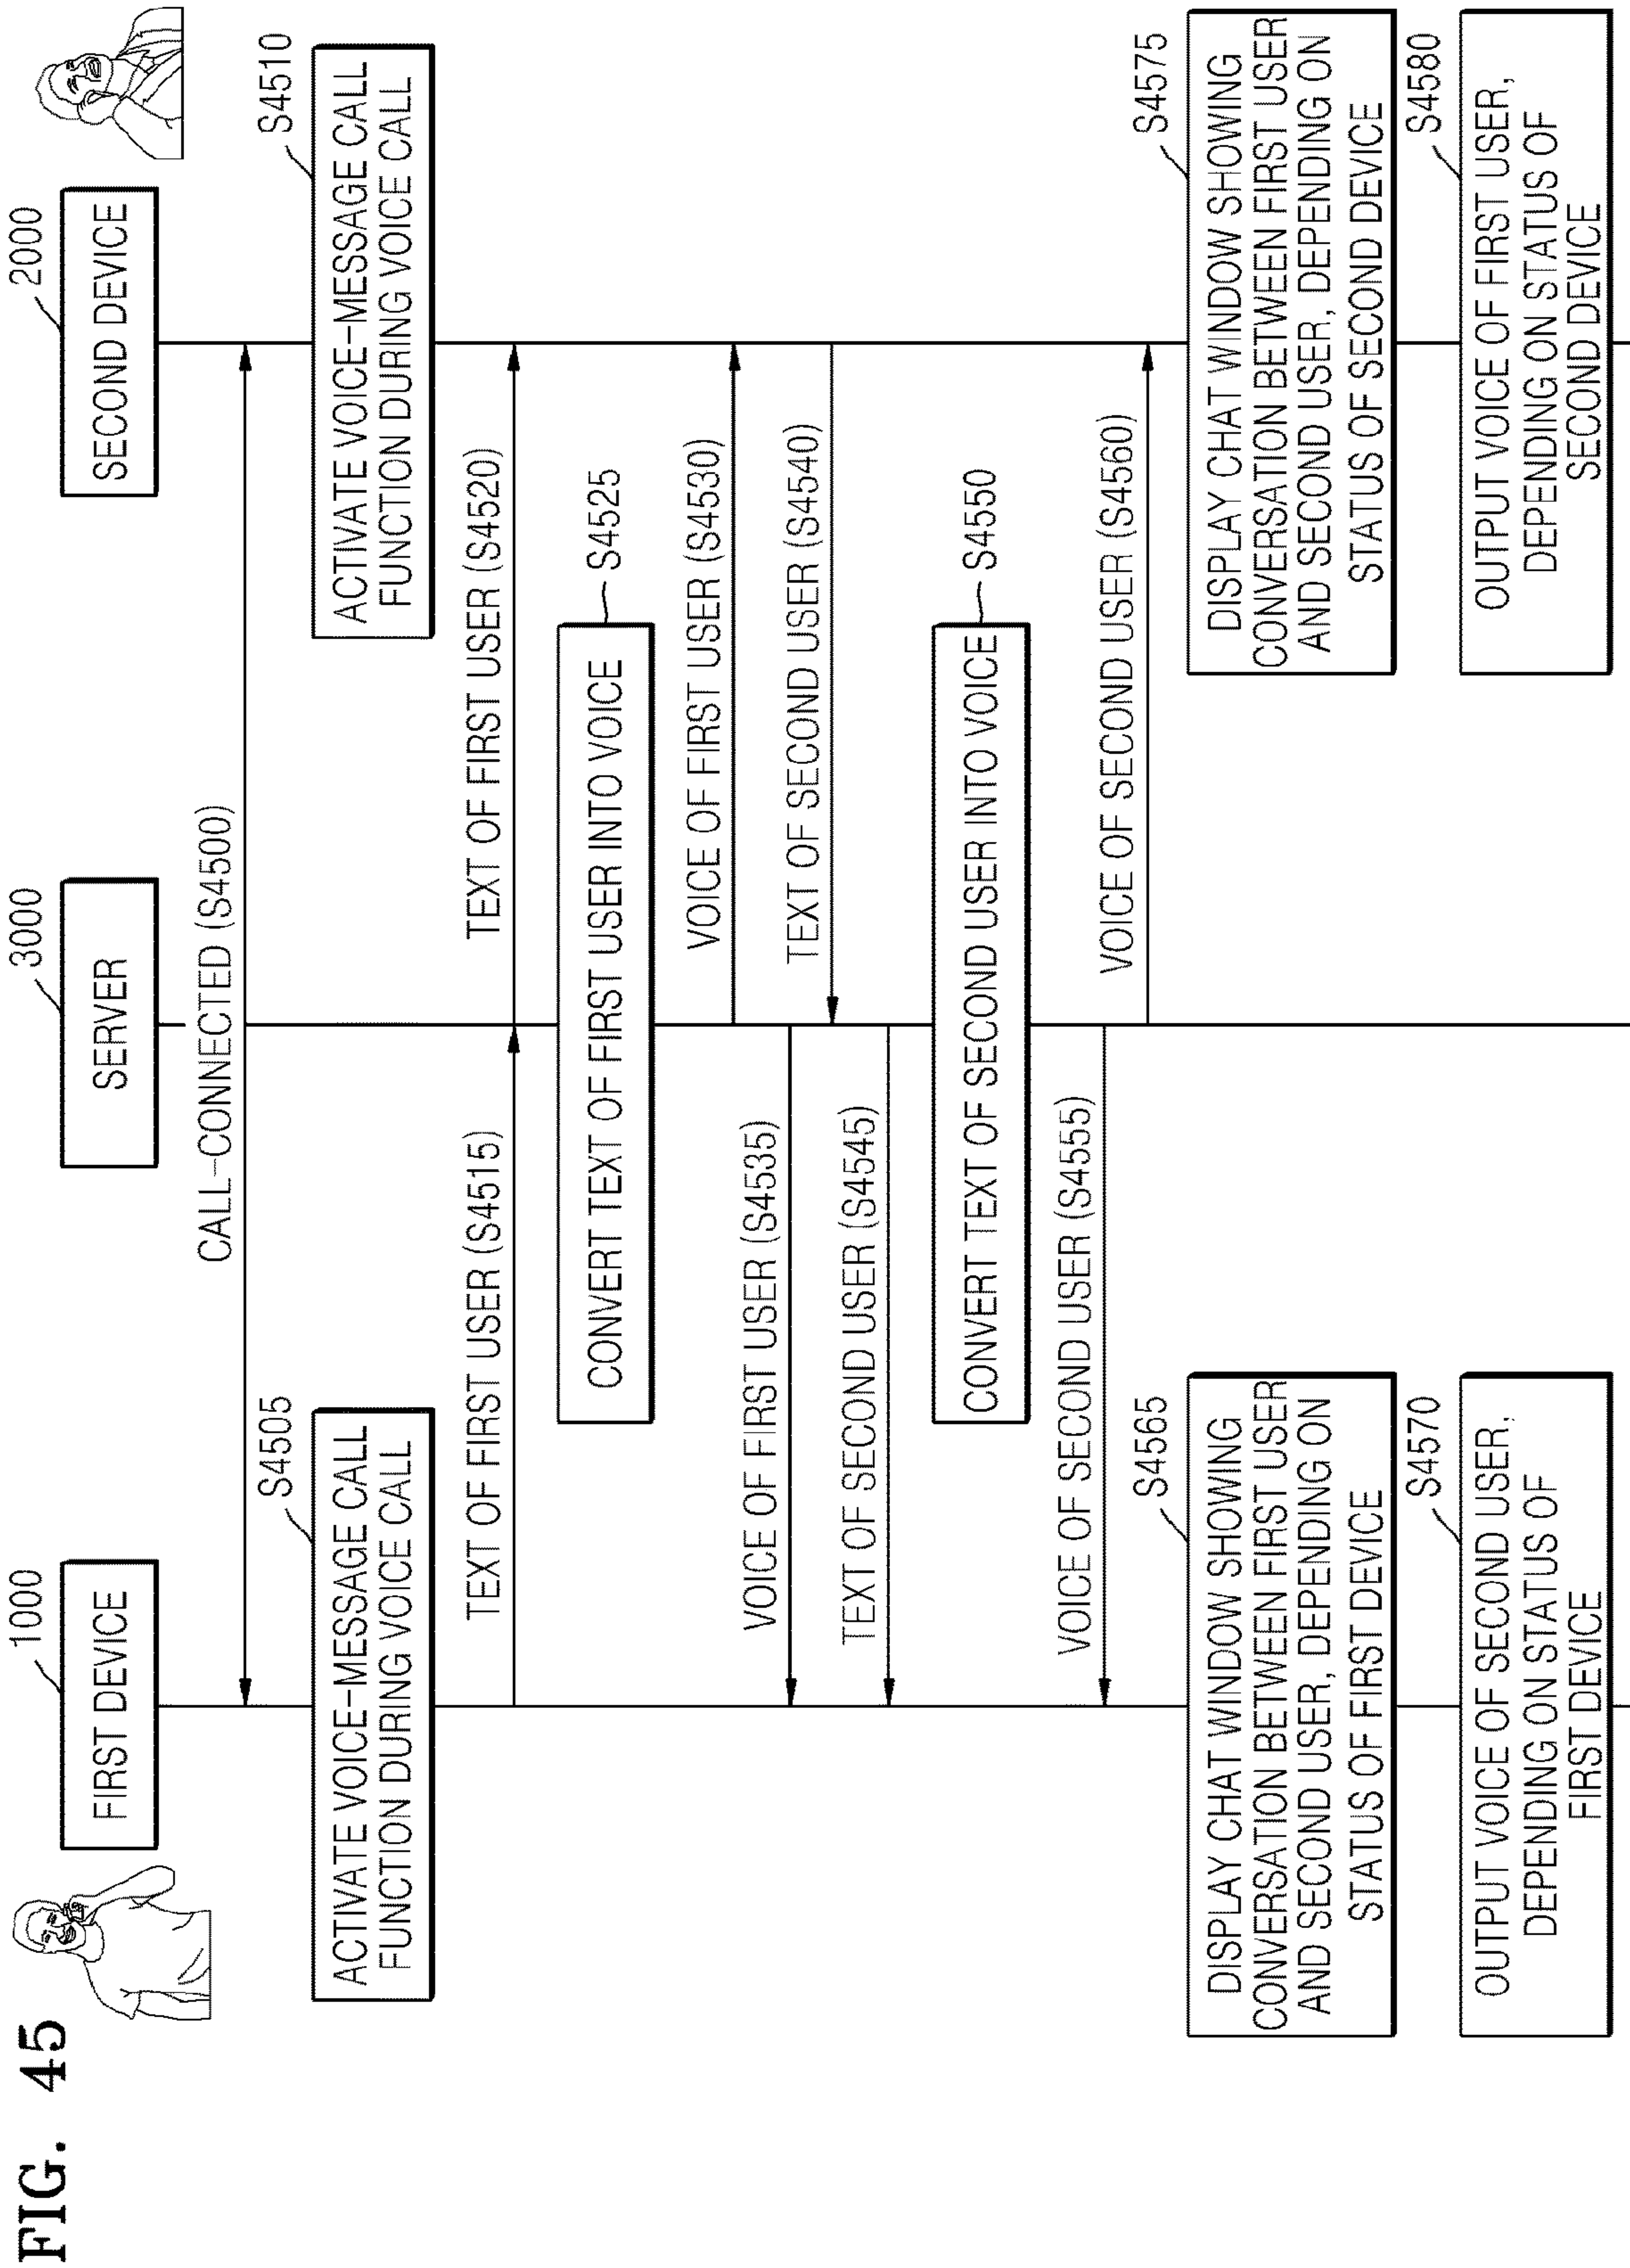 FIG. 45
1000
FIRST DEVICE
3000
SERVER
2000
SECOND DEVICE
CALL-CONNECTED (S4500)
S4505
ACTIVATE VOICE-MESSAGE CALL
FUNCTION DURING VOICE CALL
S4510
ACTIVATE VOICE-MESSAGE CALL
FUNCTION DURING VOICE CALL
TEXT OF FIRST USER (S4515)
TEXT OF FIRST USER (S4520)
CONVERT TEXT OF FIRST USER INTO VOICE
S4525
VOICE OF FIRST USER (S4530)
VOICE OF FIRST USER (S4535)
TEXT OF SECOND USER (S4540)
TEXT OF SECOND USER (S4545)
CONVERT TEXT OF SECOND USER INTO VOICE
S4550
VOICE OF SECOND USER (S4555)
VOICE OF SECOND USER (S4560)
S4565
DISPLAY CHAT WINDOW SHOWING
CONVERSATION BETWEEN FIRST USER
AND SECOND USER, DEPENDING ON
STATUS OF FIRST DEVICE
S4575
DISPLAY CHAT WINDOW SHOWING
CONVERSATION BETWEEN FIRST USER
AND SECOND USER, DEPENDING ON
STATUS OF SECOND DEVICE
S4570
OUTPUT VOICE OF SECOND USER,
DEPENDING ON STATUS OF
FIRST DEVICE
S4580
OUTPUT VOICE OF FIRST USER,
DEPENDING ON STATUS OF
SECOND DEVICE